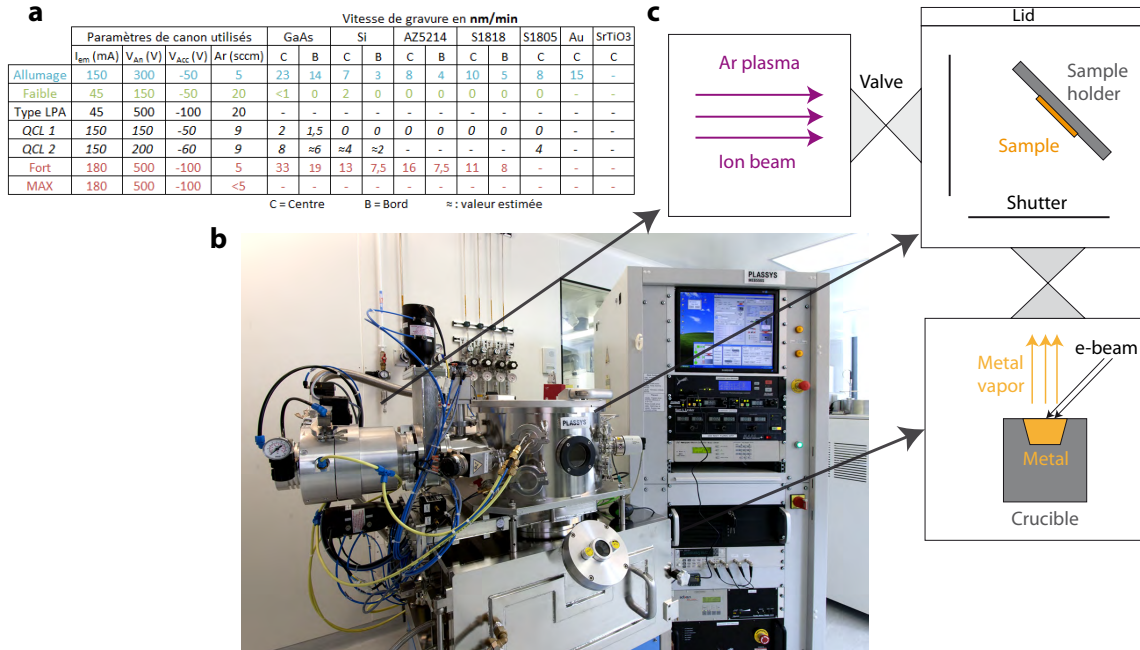 a
Vitesse de gravure en nm/min
Paramètres de canon utilisés GaAs Si AZ5214 S1818 S1805 Au SrTiO3
I_em (mA) V_An (V) V_Acc (V) Ar (sccm) C B C B C B C B C C C
Allumage 150 300 -50 5 23 14 7 3 8 4 10 5 8 15 -
Faible 45 150 -50 20 <1 0 2 0 0 0 0 0 0 - -
Type LPA 45 500 -100 20 - - - - - - - - - - -
QCL 1 150 150 -50 9 2 1,5 0 0 0 0 0 0 0 - -
QCL 2 150 200 -60 9 8 ≈6 ≈4 ≈2 - - - - 4 - -
Fort 180 500 -100 5 33 19 13 7,5 16 7,5 11 8 - - -
MAX 180 500 -100 <5 - - - - - - - - - - -
C = Centre B = Bord ≈ : valeur estimée
b
PLASSYS
PLASSYS
c
Ar plasma
Ion beam
Valve
Lid
Sample
holder
Sample
Shutter
Metal
vapor
e-beam
Metal
Crucible